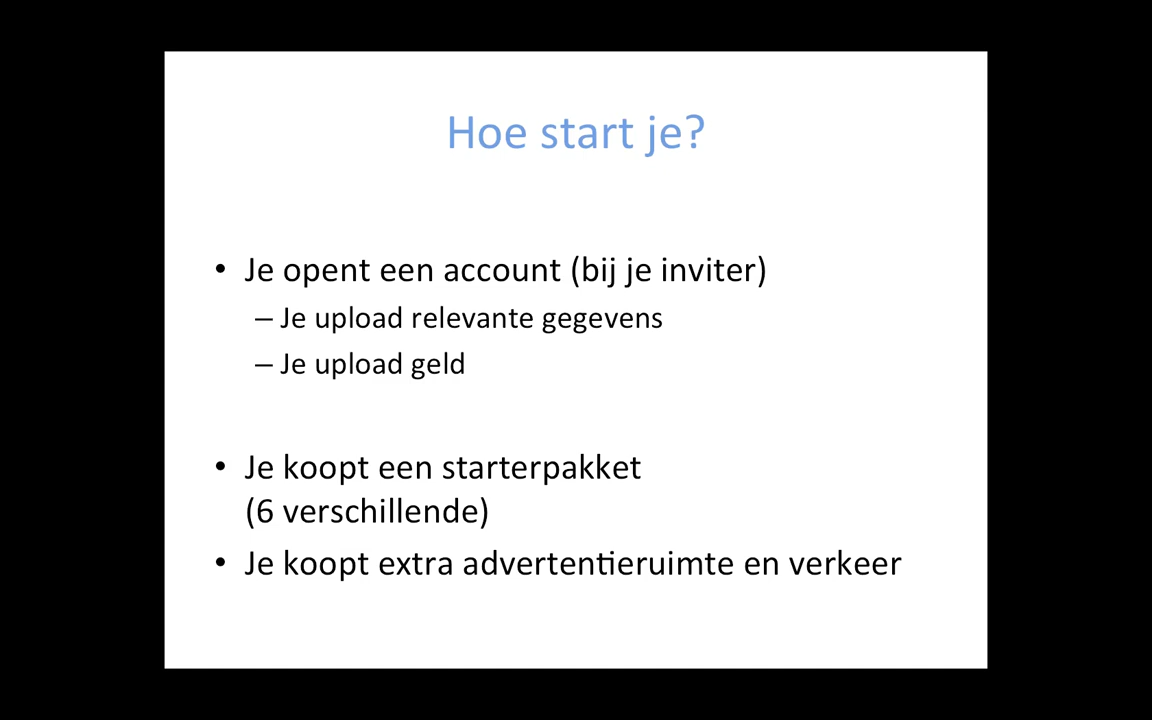 Hoe start je?
• Je opent een account (bij je inviter)
– Je upload relevante gegevens
– Je upload geld
• Je koopt een starterpakket
(6 verschillende)
• Je koopt extra advertentieruimte en verkeer